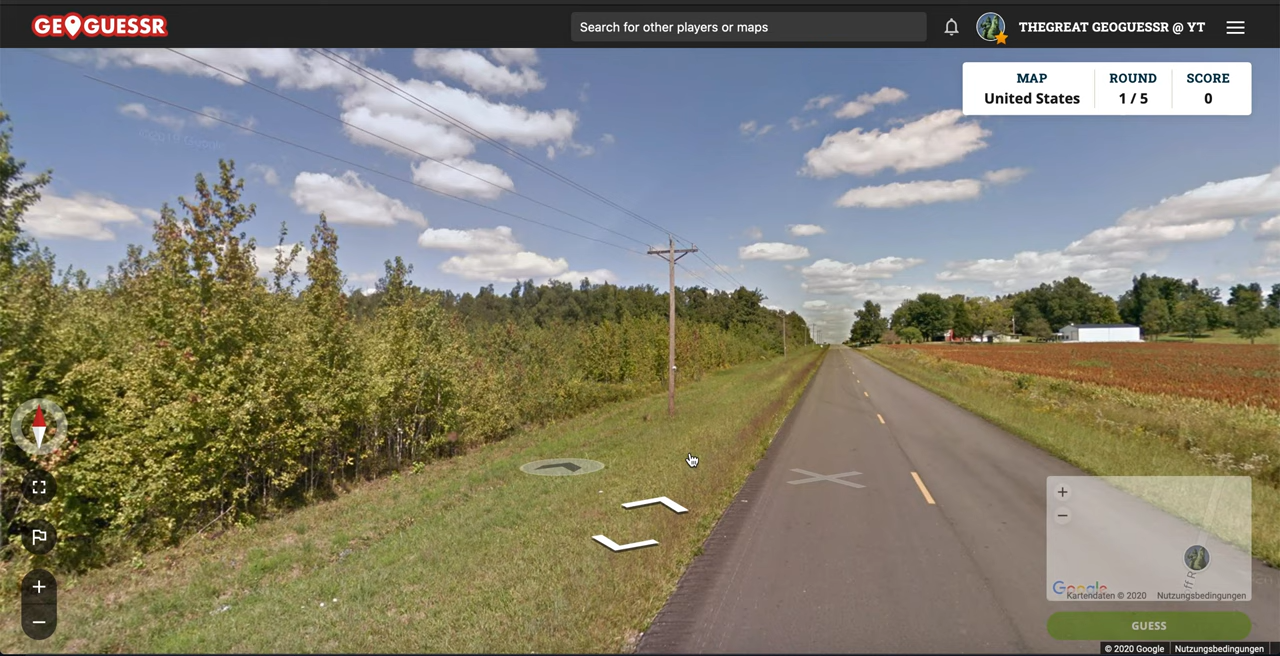 GEOGUESSR
Search for other players or maps
THEGREAT GEOGUESSR @ YT
MAP
United States
ROUND
1 / 5
SCORE
0
Google
Kartendaten © 2020 Nutzungsbedingungen
GUESS
© 2020 Google Nutzungsbedingungen